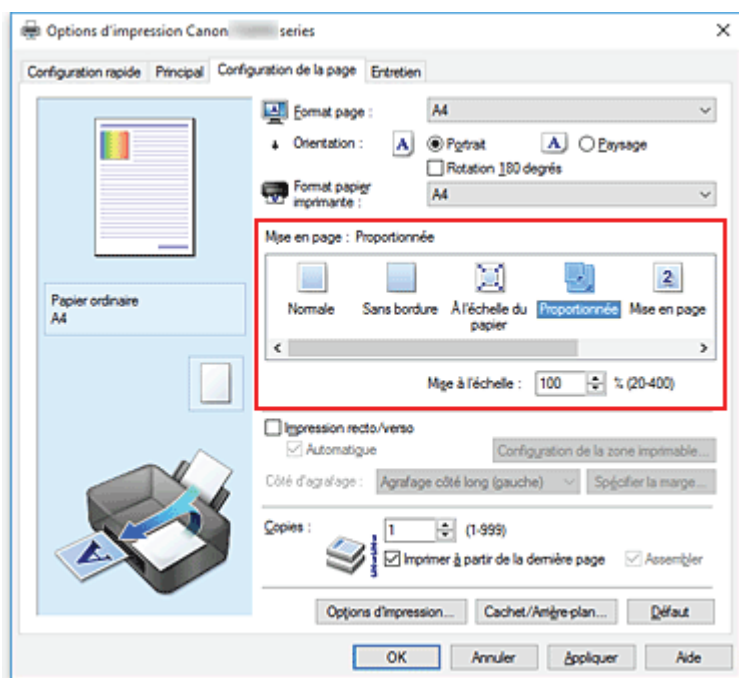 Options d'impression Canon series
Configuration rapide Principal Configuration de la page Entretien
Format page : A4
Orientation : A Portrait A Paysage
Rotation 180 degrés
Format papier imprimante : A4
Mise en page : Proportionnée
Normale Sans bordure À l'échelle du papier Proportionnée 2 Mise en page
Mise à l'échelle : 100 % (20-400)
Papier ordinaire
A4
Impression recto/verso
Automatique Configuration de la zone imprimable...
Côté d'agrafage : Agrafage côté long (gauche) Spécifier la marge...
Copies : 1 (1-999)
Imprimer à partir de la dernière page Assembler
Options d'impression... Cachet/Arrière-plan... Défaut
OK Annuler Appliquer Aide